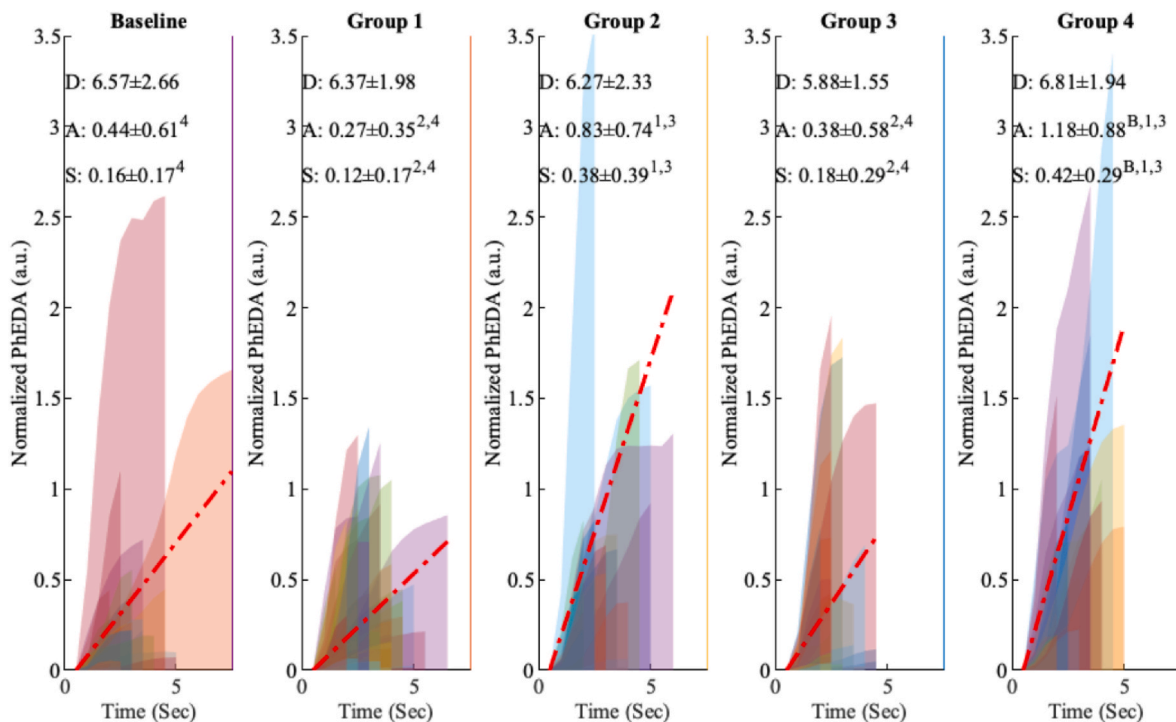 Baseline
Group 1
Group 2
Group 3
Group 4
3.5
D: 6.57±2.66
A: 0.44±0.61⁴
S: 0.16±0.17⁴
3
2.5
2
1.5
1
0.5
0
Normalized PhEDA (a.u.)
0 5
Time (Sec)
3.5
D: 6.37±1.98
A: 0.27±0.35²,⁴
S: 0.12±0.17²,⁴
3
2.5
2
1.5
1
0.5
0
Normalized PhEDA (a.u.)
0 5
Time (Sec)
3.5
D: 6.27±2.33
A: 0.83±0.74¹,³
S: 0.38±0.39¹,³
3
2.5
2
1.5
1
0.5
0
Normalized PhEDA (a.u.)
0 5
Time (Sec)
3.5
D: 5.88±1.55
A: 0.38±0.58²,⁴
S: 0.18±0.29²,⁴
3
2.5
2
1.5
1
0.5
0
Normalized PhEDA (a.u.)
0 5
Time (Sec)
3.5
D: 6.81±1.94
A: 1.18±0.88ᴮ,¹,³
S: 0.42±0.29ᴮ,¹,³
3
2.5
2
1.5
1
0.5
0
Normalized PhEDA (a.u.)
0 5
Time (Sec)